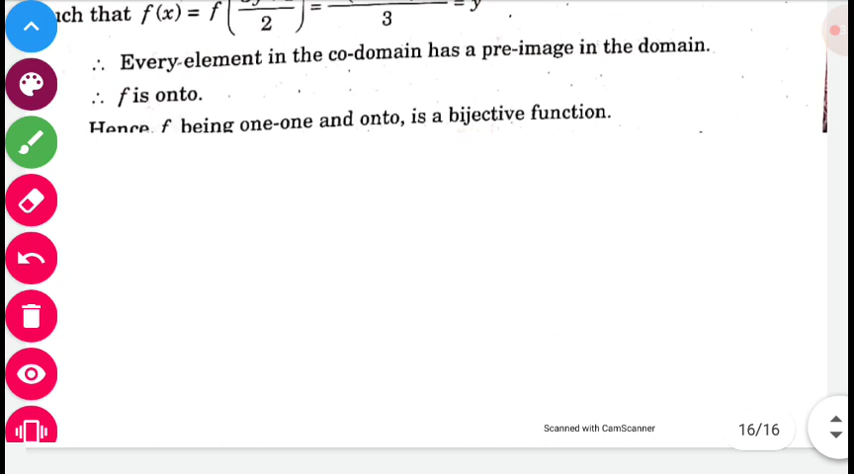 such that f(x) = f ( / 2 ) = / 3 = y
∴ Every element in the co-domain has a pre-image in the domain.
∴ f is onto.
Hence, f being one-one and onto, is a bijective function.
Scanned with CamScanner
16/16